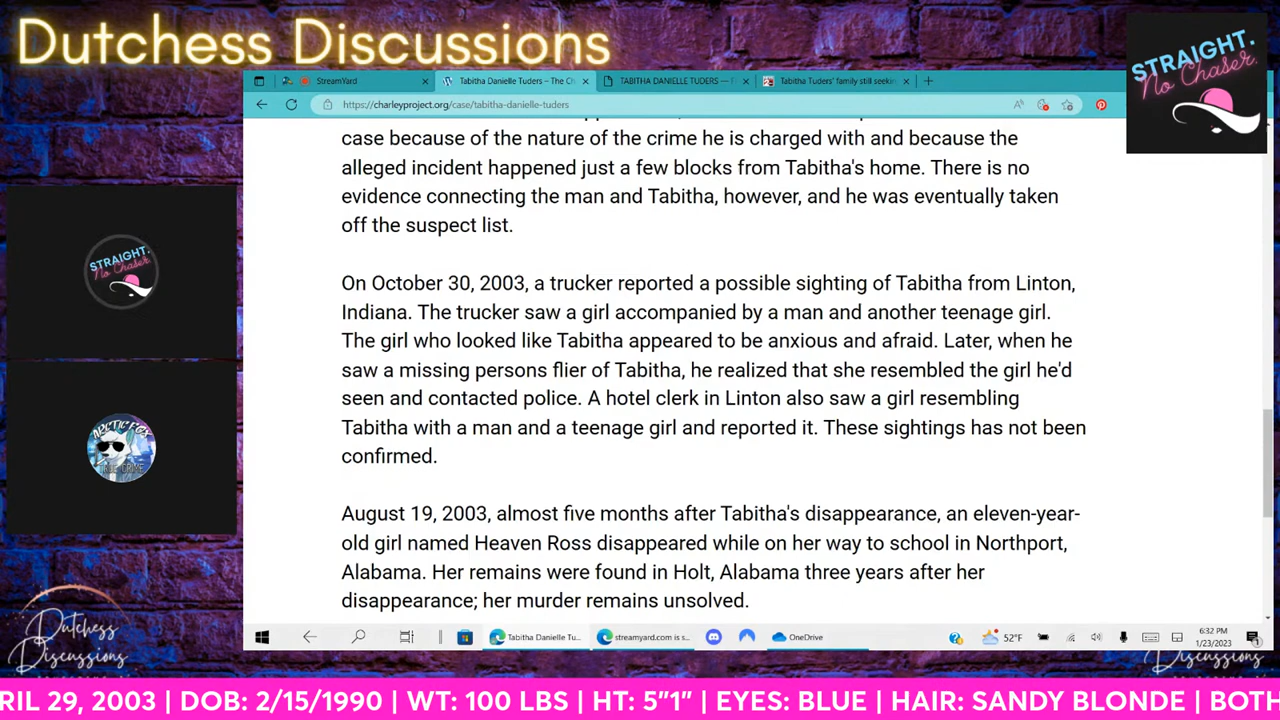 Dutchess Discussions
STRAIGHT.
No Chaser.
StreamYard
Tabitha Danielle Tuders – The Ch
TABITHA DANIELLE TUDERS —
Tabitha Tuders' family still seekin
https://charleyproject.org/case/tabitha-danielle-tuders
case because of the nature of the crime he is charged with and because the
alleged incident happened just a few blocks from Tabitha's home. There is no
evidence connecting the man and Tabitha, however, and he was eventually taken
off the suspect list.
On October 30, 2003, a trucker reported a possible sighting of Tabitha from Linton,
Indiana. The trucker saw a girl accompanied by a man and another teenage girl.
The girl who looked like Tabitha appeared to be anxious and afraid. Later, when he
saw a missing persons flier of Tabitha, he realized that she resembled the girl he'd
seen and contacted police. A hotel clerk in Linton also saw a girl resembling
Tabitha with a man and a teenage girl and reported it. These sightings has not been
confirmed.
August 19, 2003, almost five months after Tabitha's disappearance, an eleven-year-
old girl named Heaven Ross disappeared while on her way to school in Northport,
Alabama. Her remains were found in Holt, Alabama three years after her
disappearance; her murder remains unsolved.
STRAIGHT.
No Chaser.
ARCTIC FOX
TRUE CRIME
Tabitha Danielle Tu...
streamyard.com is s...
OneDrive
52°F
6:32 PM
1/23/2023
Dutchess
Discussions
Discussions
RIL 29, 2003 | DOB: 2/15/1990 | WT: 100 LBS | HT: 5”1” | EYES: BLUE | HAIR: SANDY BLONDE | BOTH